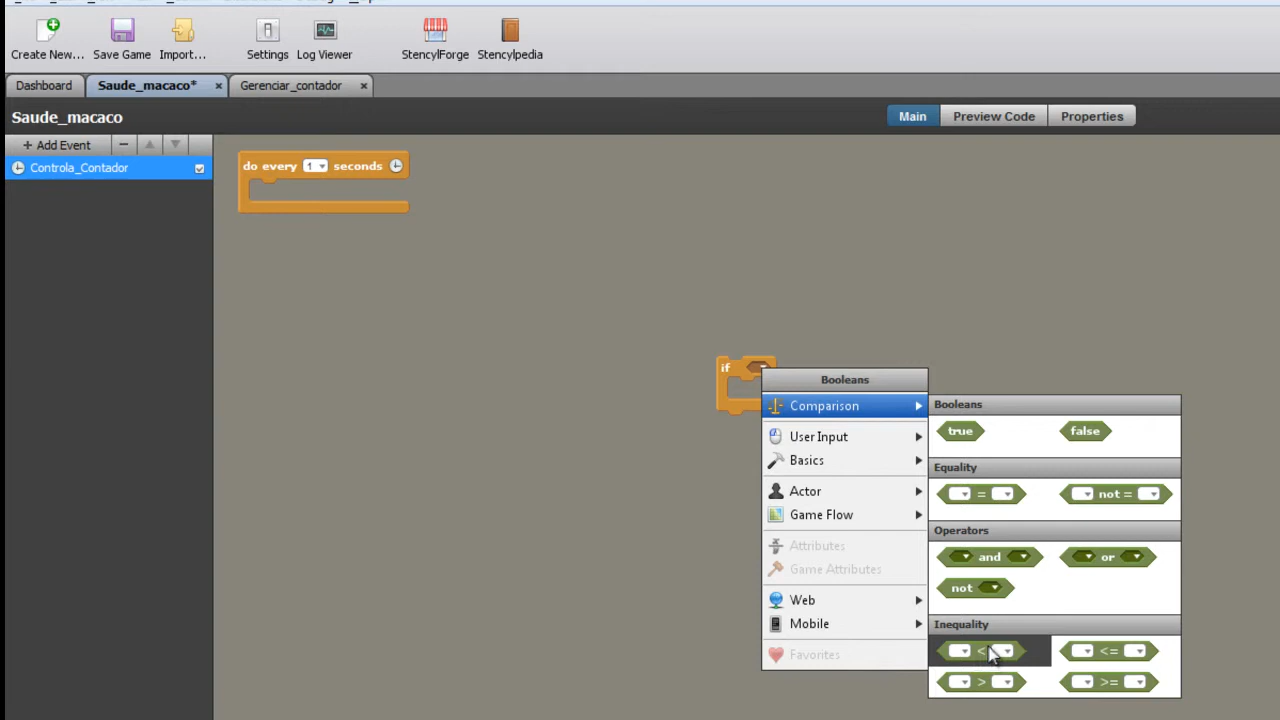 Create New... Save Game Import... Settings Log Viewer StencylForge Stencylpedia
Dashboard Saude_macaco* × Gerenciar_contador ×
Saude_macaco Main Preview Code Properties
+ Add Event
Controla_Contador
do every 1 seconds
if
Booleans
Comparison
User Input
Basics
Actor
Game Flow
Attributes
Game Attributes
Web
Mobile
Favorites
Booleans
true false
Equality
= not =
Operators
and or
not
Inequality
< <=
> >=